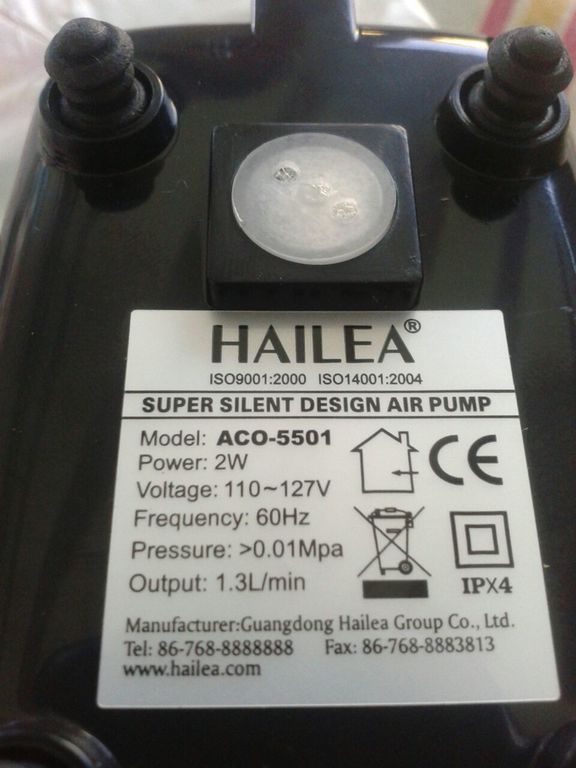 HAILEA®
ISO9001:2000 ISO14001:2004
SUPER SILENT DESIGN AIR PUMP
Model: ACO-5501
Power: 2W
Voltage: 110~127V
Frequency: 60Hz
Pressure: >0.01Mpa
Output: 1.3L/min
CE
IPX4
Manufacturer:Guangdong Hailea Group Co., Ltd.
Tel: 86-768-8888888 Fax: 86-768-8883813
www.hailea.com